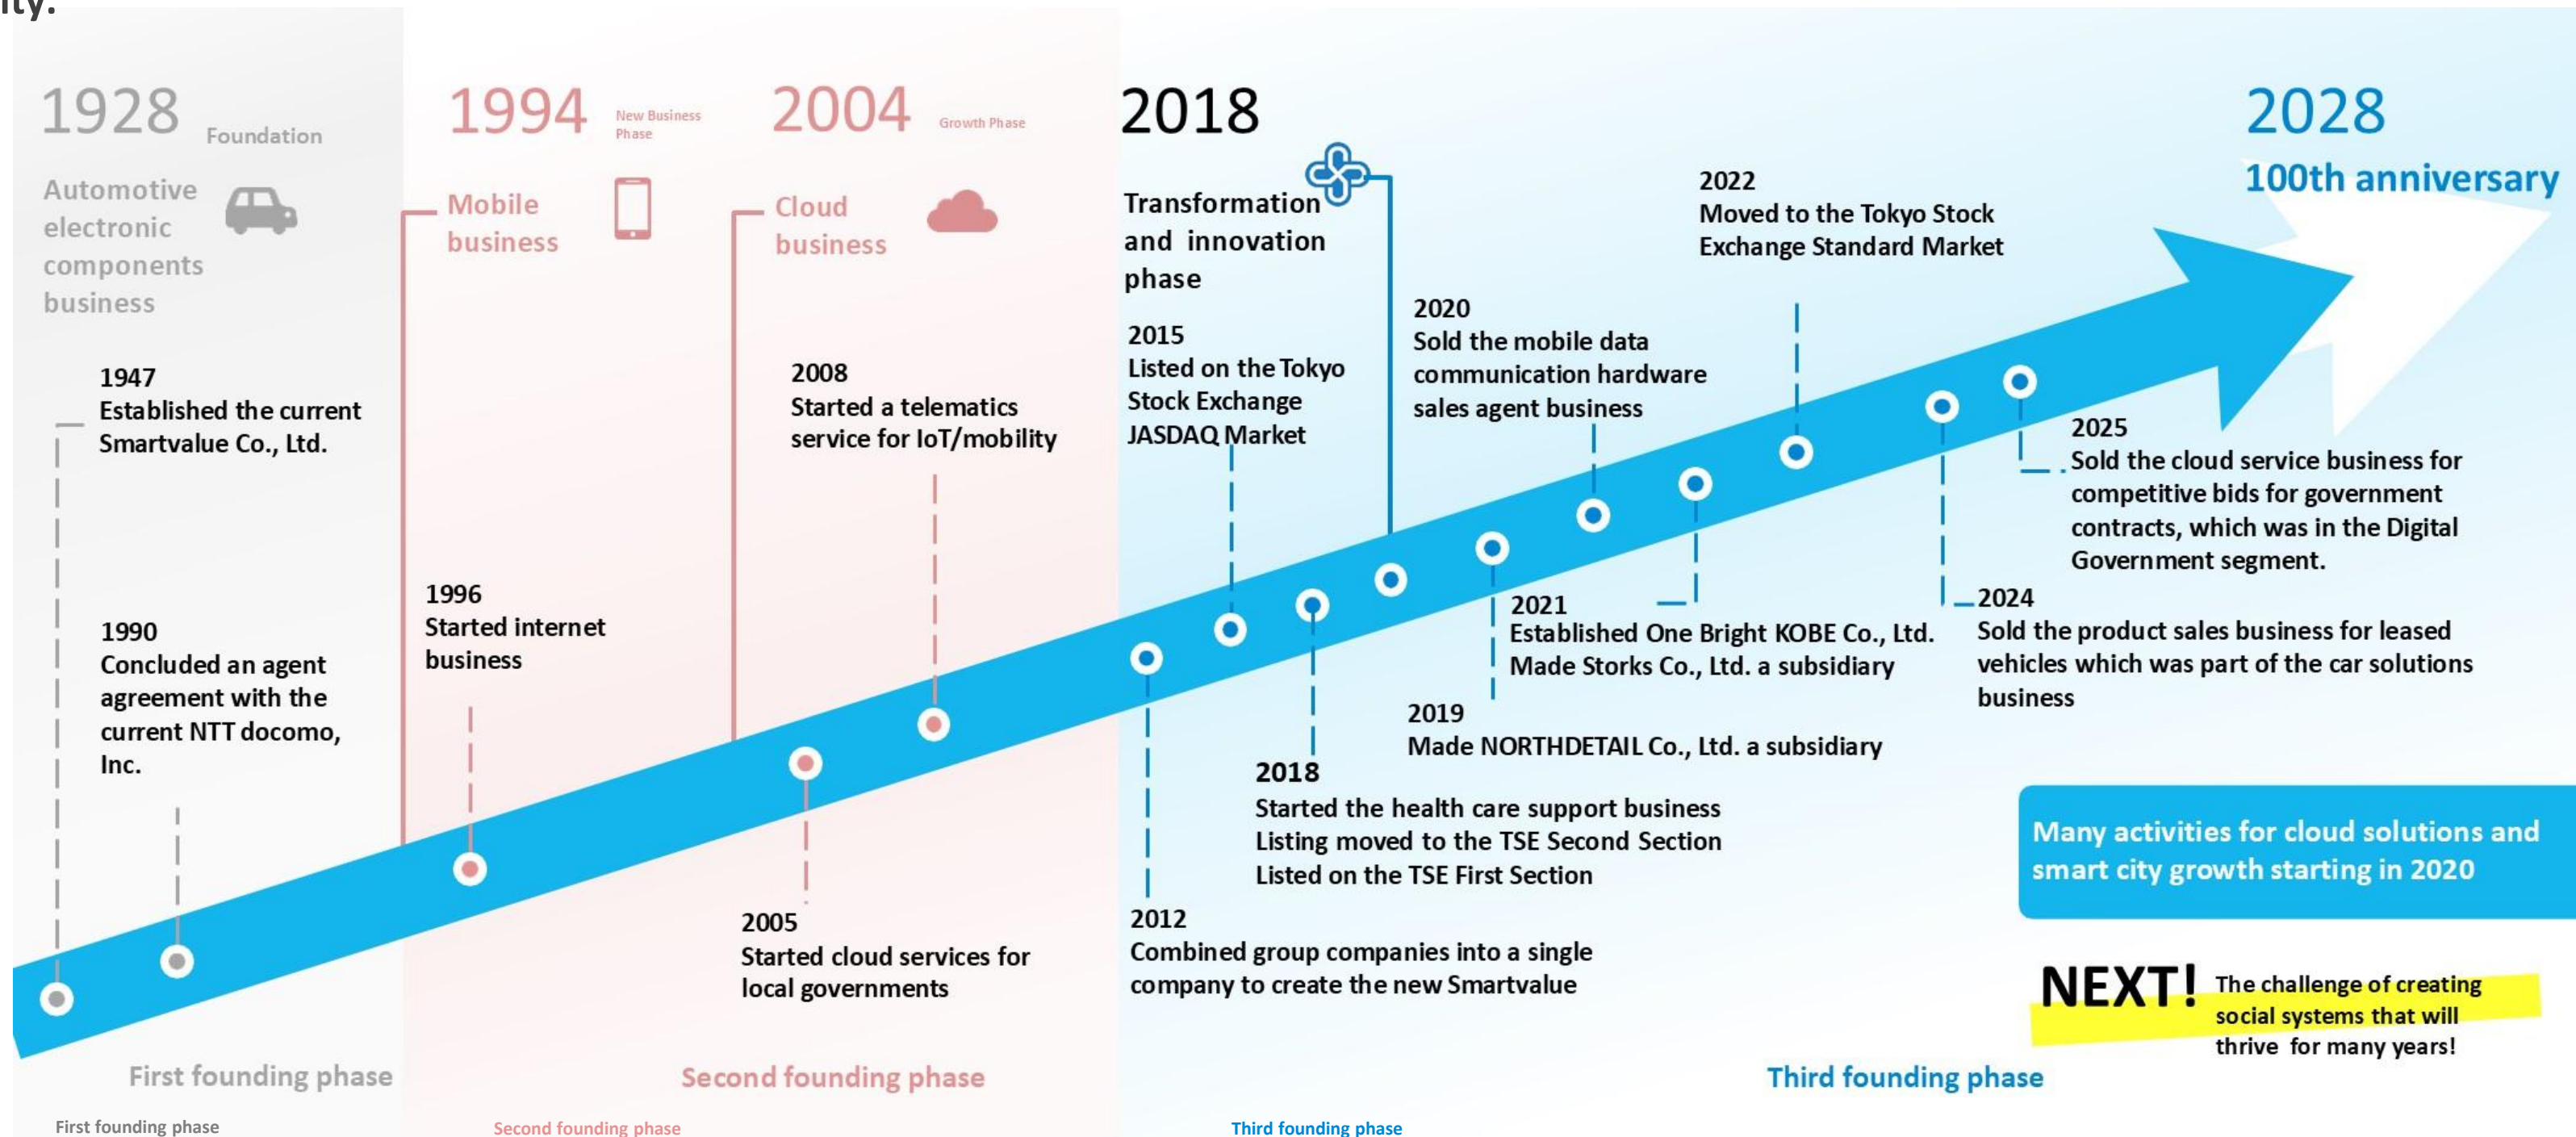 ity.
1928 Foundation
Automotive
electronic
components
business
1947
Established the current
Smartvalue Co., Ltd.
1990
Concluded an agent
agreement with the
current NTT docomo,
Inc.
First founding phase
1994 New Business
Phase
Mobile
business
1996
Started internet
business
2004 Growth Phase
Cloud
business
2008
Started a telematics
service for IoT/mobility
2005
Started cloud services for
local governments
Second founding phase
2018
Transformation
and innovation
phase
2015
Listed on the Tokyo
Stock Exchange
JASDAQ Market
2020
Sold the mobile data
communication hardware
sales agent business
2022
Moved to the Tokyo Stock
Exchange Standard Market
2028
100th anniversary
2025
Sold the cloud service business for
competitive bids for government
contracts, which was in the Digital
Government segment.
2021
Established One Bright KOBE Co., Ltd.
Made Storks Co., Ltd. a subsidiary
2024
Sold the product sales business for leased
vehicles which was part of the car solutions
business
2019
Made NORTHDETAIL Co., Ltd. a subsidiary
2018
Started the health care support business
Listing moved to the TSE Second Section
Listed on the TSE First Section
2012
Combined group companies into a single
company to create the new Smartvalue
Many activities for cloud solutions and
smart city growth starting in 2020
NEXT! The challenge of creating
social systems that will
thrive for many years!
Third founding phase
First founding phase
Second founding phase
Third founding phase